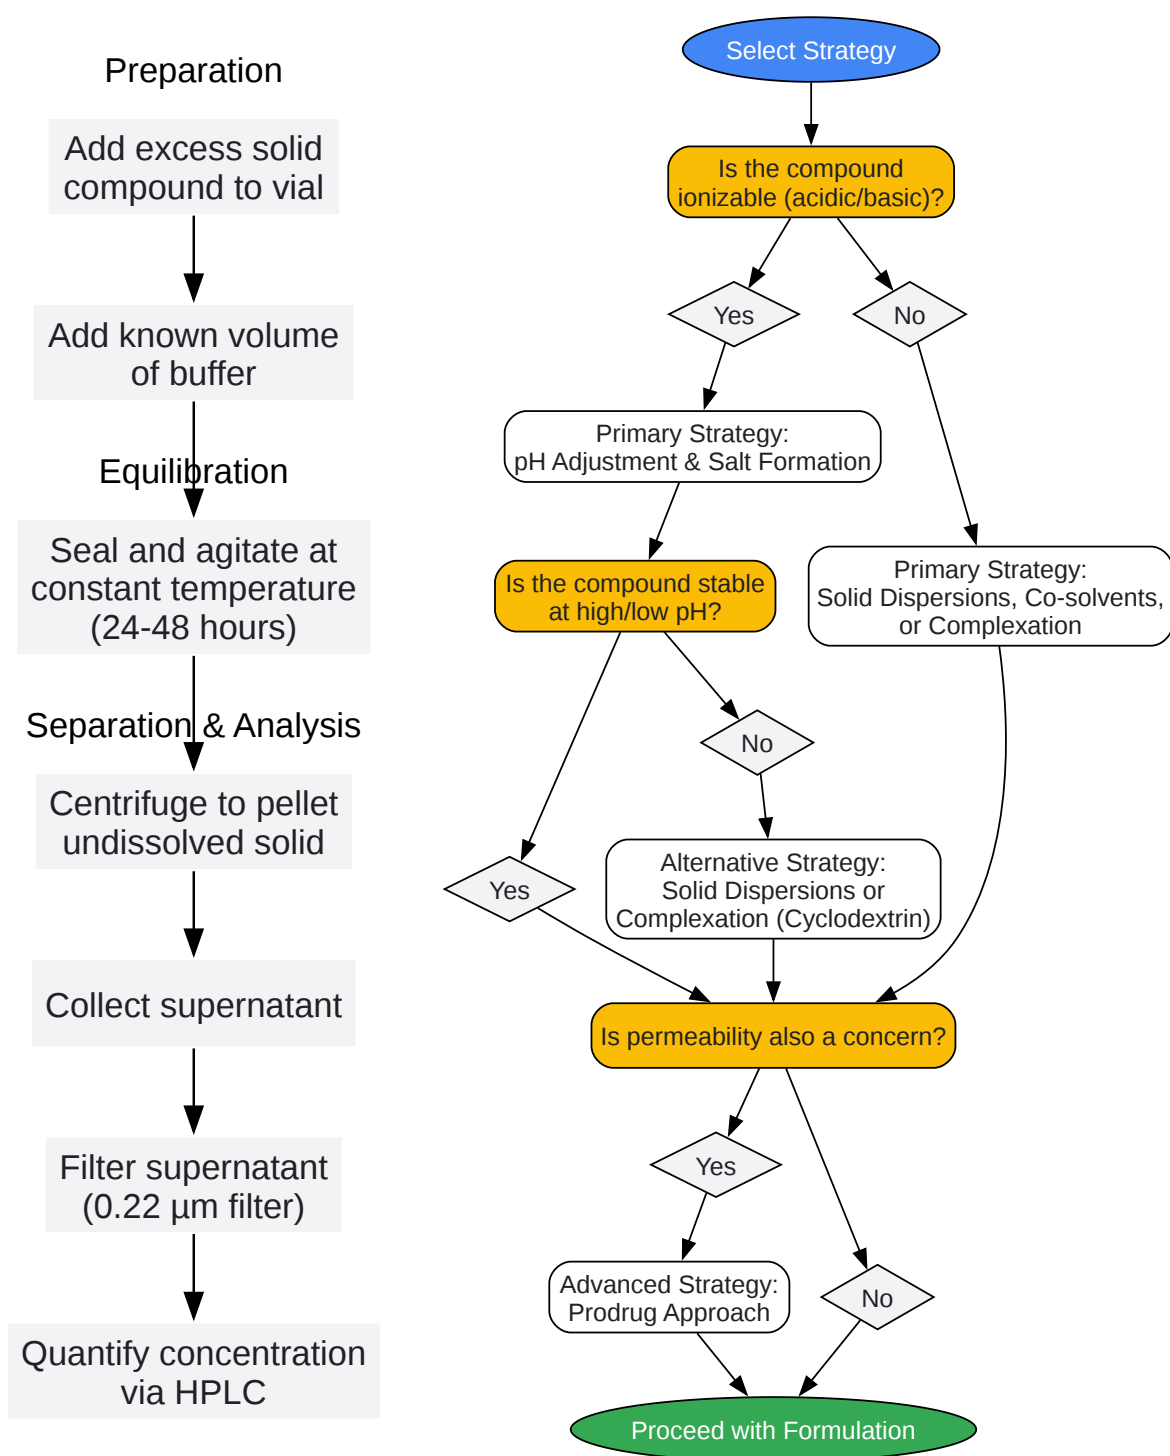 Preparation
Add excess solid
compound to vial
Add known volume
of buffer
Equilibration
Seal and agitate at
constant temperature
(24-48 hours)
Separation & Analysis
Centrifuge to pellet
undissolved solid
Collect supernatant
Filter supernatant
(0.22 µm filter)
Quantify concentration
via HPLC
Select Strategy
Is the compound
ionizable (acidic/basic)?
Yes
No
Primary Strategy:
pH Adjustment & Salt Formation
Is the compound stable
at high/low pH?
Primary Strategy:
Solid Dispersions, Co-solvents,
or Complexation
No
Yes
Alternative Strategy:
Solid Dispersions or
Complexation (Cyclodextrin)
Is permeability also a concern?
Yes
Advanced Strategy:
Prodrug Approach
No
Proceed with Formulation